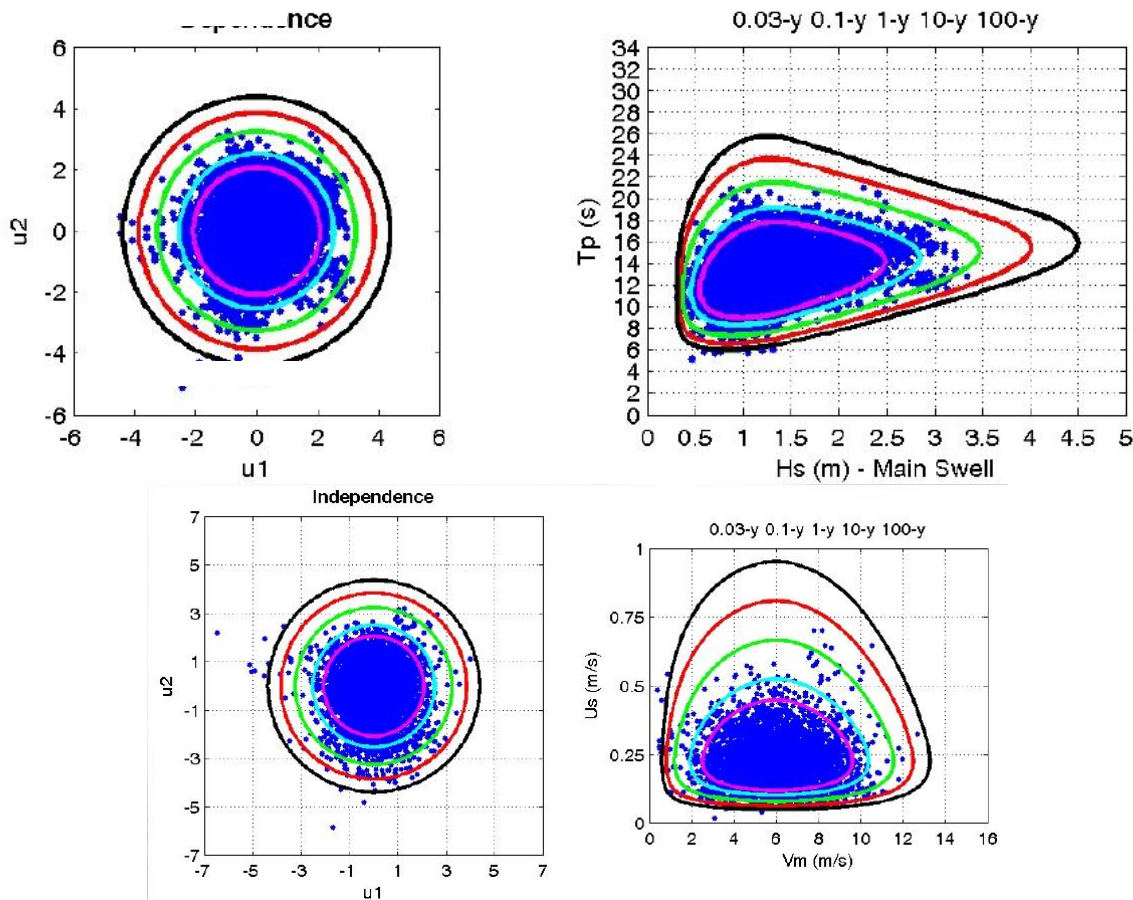 Dependence
6
4
2
0
-2
-4
-6
u2
-6 -4 -2 0 2 4 6
u1
0.03-y 0.1-y 1-y 10-y 100-y
34
32
30
28
26
24
22
20
18
16
14
12
10
8
6
4
2
0
Tp (s)
0 0.5 1 1.5 2 2.5 3 3.5 4 4.5 5
Hs (m) - Main Swell
Independence
7
5
3
1
-1
-3
-5
-7
u2
-7 -5 -3 -1 1 3 5 7
u1
0.03-y 0.1-y 1-y 10-y 100-y
1
0.75
0.5
0.25
0
Us (m/s)
0 2 4 6 8 10 12 14 16
Vm (m/s)